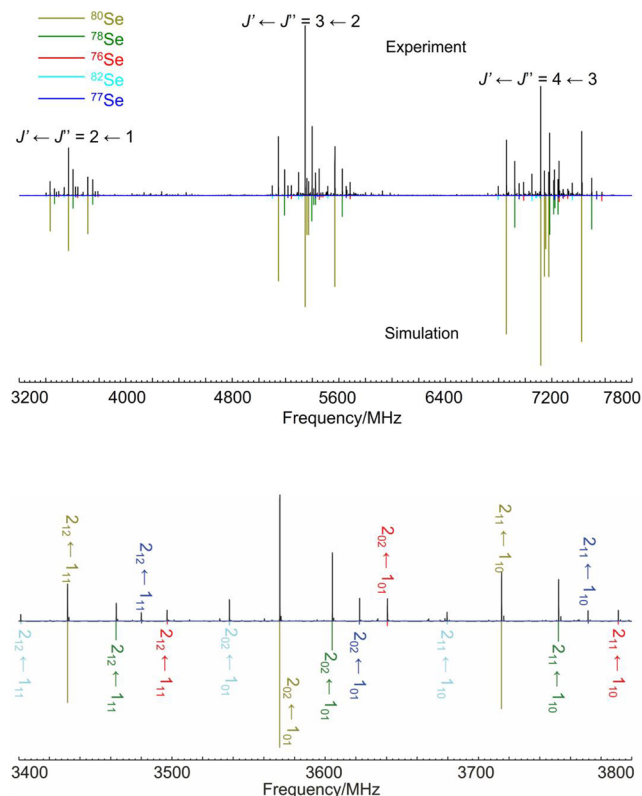 ⁸⁰Se
⁷⁸Se
⁷⁶Se
⁸²Se
⁷⁷Se
J' ← J" = 3 ← 2
Experiment
J' ← J" = 4 ← 3
J' ← J" = 2 ← 1
Simulation
3200 4000 4800 5600 6400 7200 7800
Frequency/MHz
2₁₂ ← 1₁₁
2₁₂ ← 1₁₁
2₀₂ ← 1₀₁
2₁₁ ← 1₁₀
2₁₁ ← 1₁₀
2₁₂ ← 1₁₁
2₁₂ ← 1₁₁
2₁₂ ← 1₁₁
2₀₂ ← 1₀₁
2₀₂ ← 1₀₁
2₀₂ ← 1₀₁
2₀₂ ← 1₀₁
2₁₁ ← 1₁₀
2₁₁ ← 1₁₀
2₁₁ ← 1₁₀
3400 3500 3600 3700 3800
Frequency/MHz